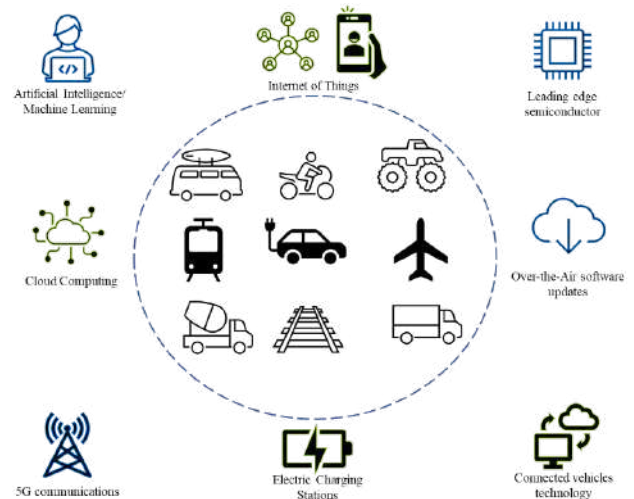 Artificial Intelligence/
Machine Learning
Internet of Things
Leading edge
semiconductor
Cloud Computing
Over-the-Air software
updates
5G communications
Electric Charging
Stations
Connected vehicles
technology